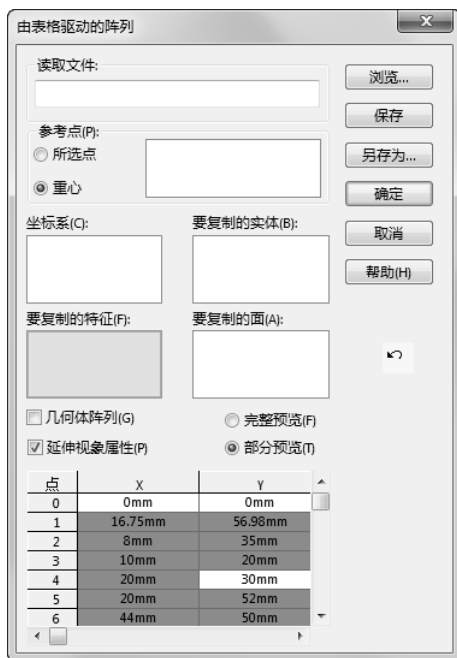 由表格驱动的阵列
读取文件:
浏览...
保存
参考点(P):
所选点
另存为...
重心
确定
坐标系(C):
要复制的实体(B):
取消
帮助(H)
要复制的特征(F):
要复制的面(A):
几何体阵列(G)
完整预览(F)
延伸视象属性(P)
部分预览(T)
点 X Y
0 0mm 0mm
1 16.75mm 56.98mm
2 8mm 35mm
3 10mm 20mm
4 20mm 30mm
5 20mm 52mm
6 44mm 50mm